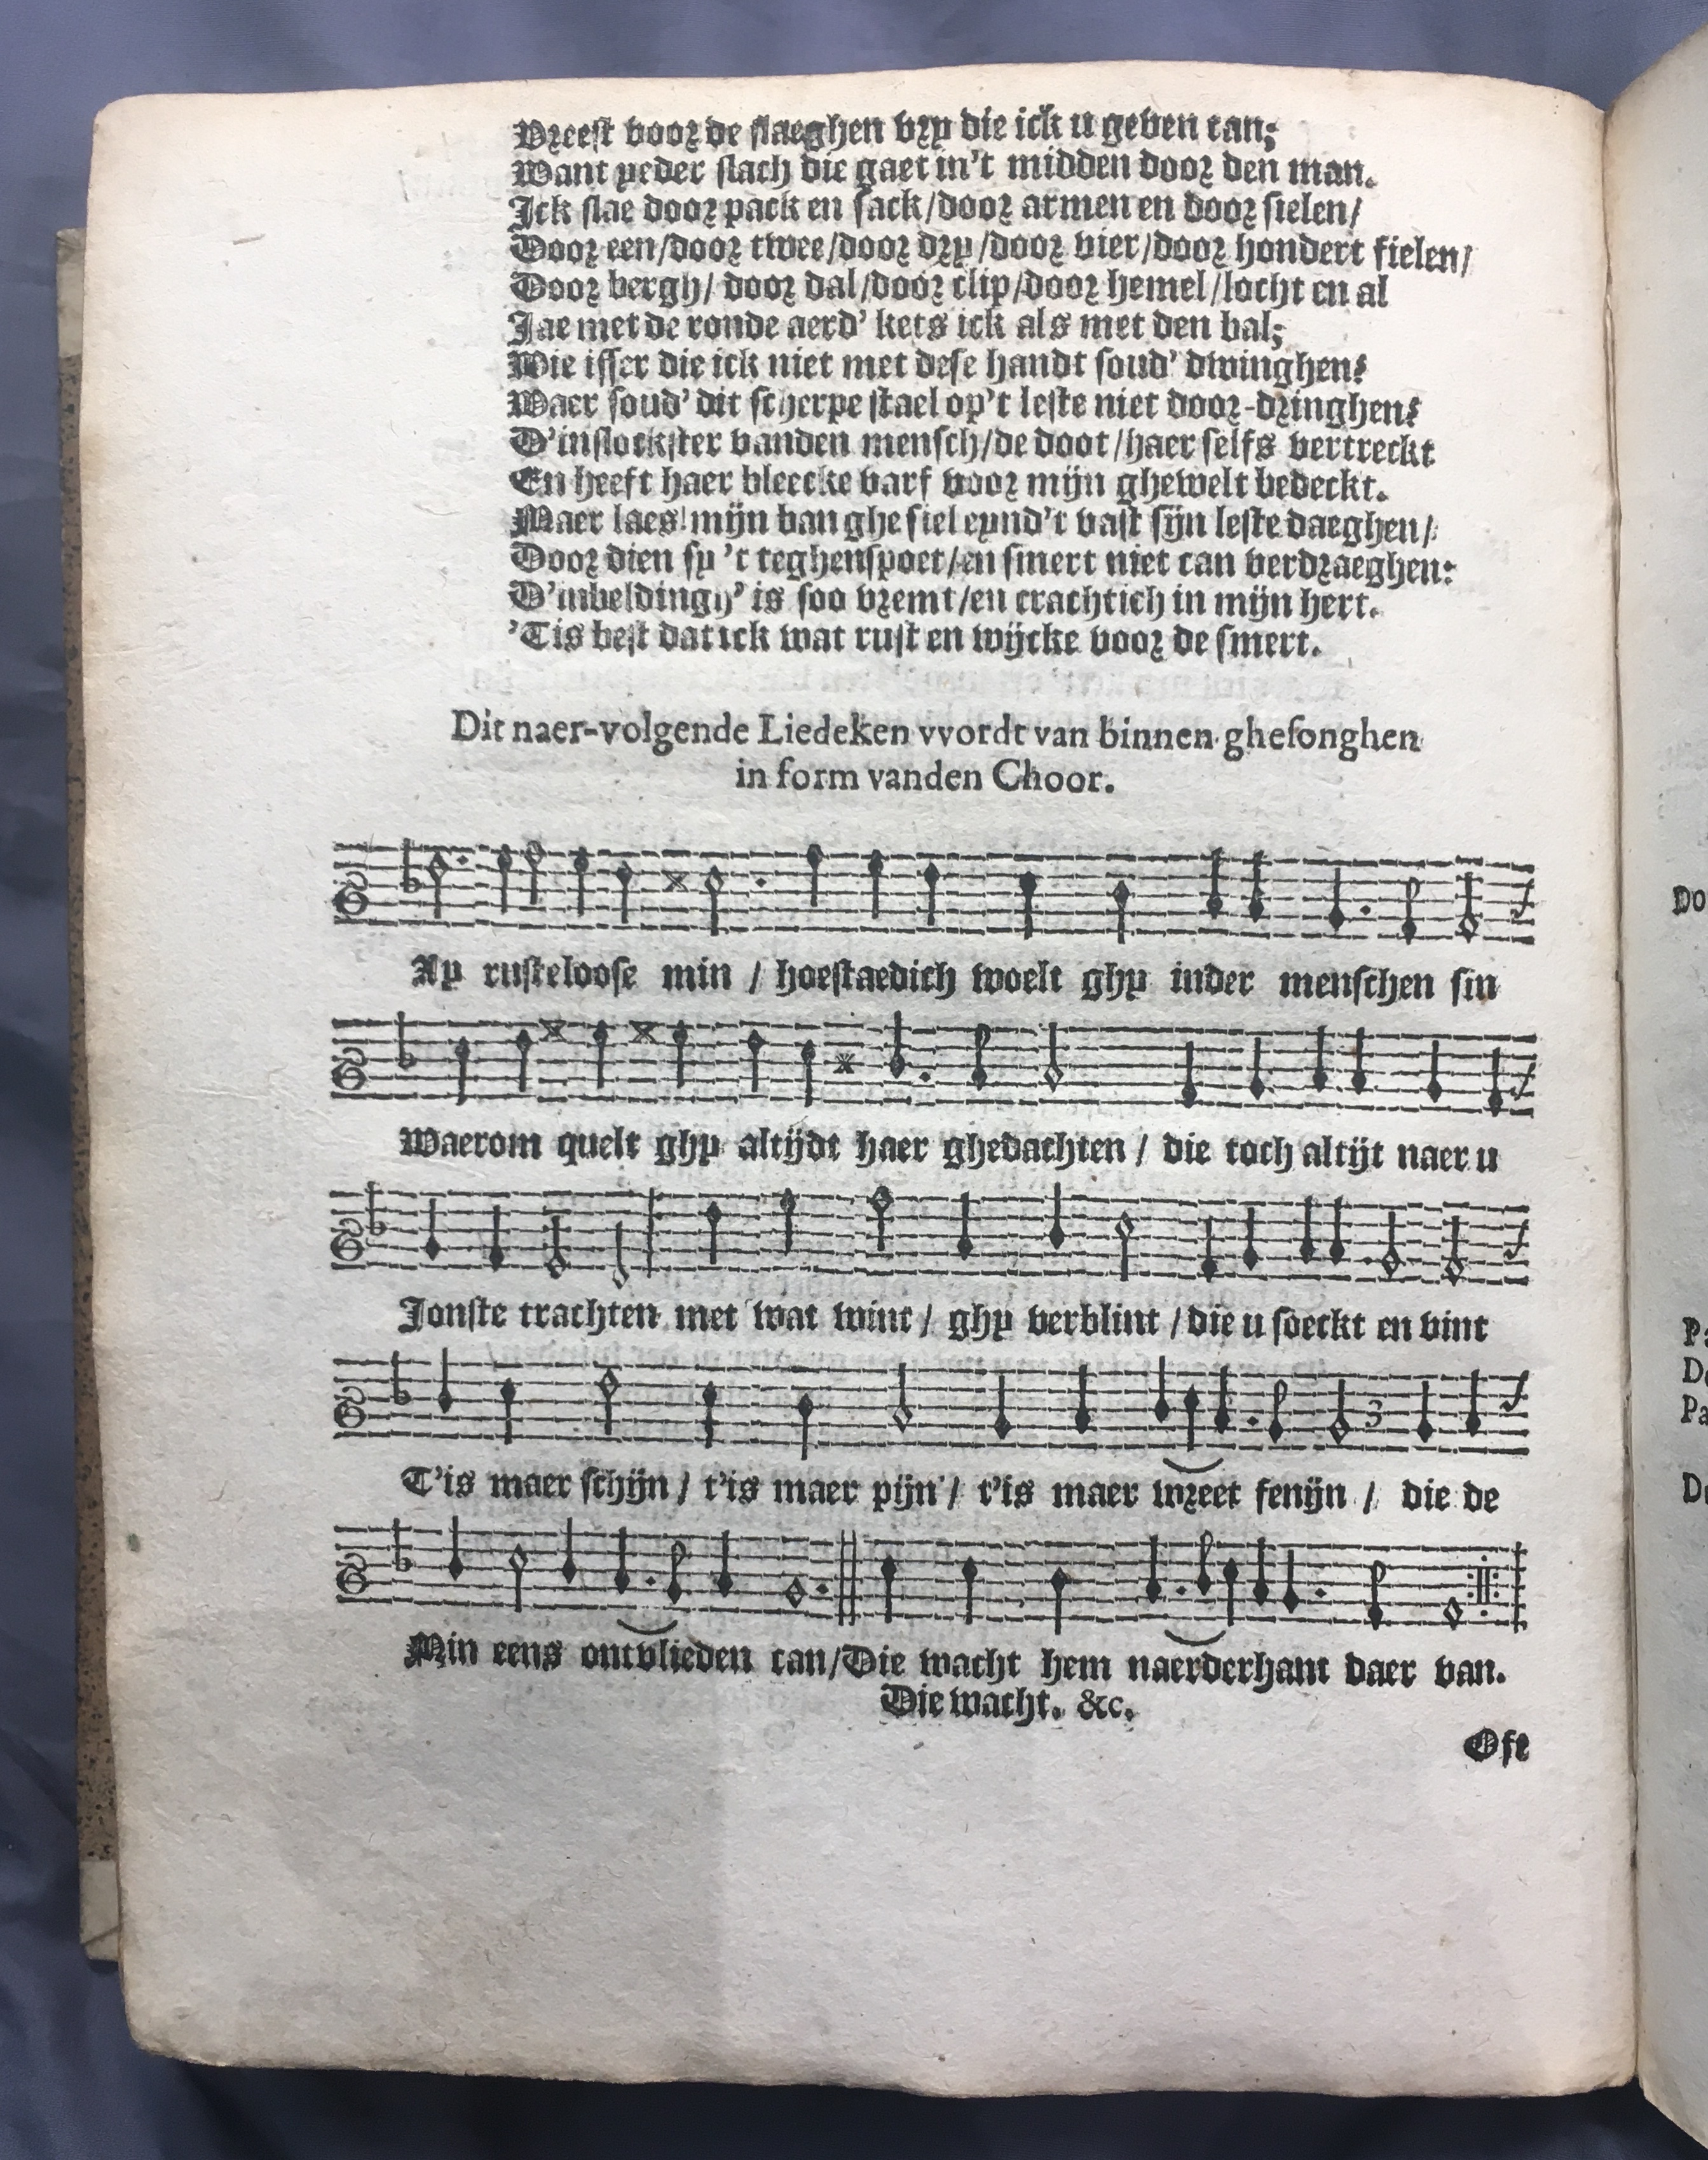 Vreest voor de slaeghen vry die ick u geven can;
Want yeder slach die gaet in't midden door den man.
Ick slae door pack en sack/door armen en door sielen/
Door een/door twee/door dry/door vier/door hondert fielen/
Door bergh/ door dal/door clip/door hemel/locht en al
Jae met de ronde aerd' kets ick als met den bal;
Wie isser die ick niet met dese handt soud' dwinghen?
Waer soud' dit scherpe stael op't leste niet door-dringhen?
D'inslockster vanden mensch/de doot/haer selfs vertreckt
En heeft haer bleecke varf voor mijn ghewelt bedeckt.
Maer laes! mijn banghe siel eynd't vast sijn leste daeghen/
Door dien sy 't teghenspoet/en smert niet can verdraeghen:
D'inbeldingh' is soo vremt/en crachtich in mijn hert.
'Tis best dat ick wat rust en wijcke voor de smert.
Dit naer-volgende Liedeken vvordt van binnen ghesonghen
in form vanden Choor.
Ay rusteloose min / hoe staedich woelt ghy inder menschen sin
Waerom quelt ghy altijdt haer ghedachten / die toch altijt naer u
Jonste trachten met wat wint / ghy verblint / die u soeckt en vint
3
T'is maer schijn / t'is maer pijn / t'is maer wreet fenijn / die de
Min eens ontvlieden can/Die wacht hem naerderhant daer van.
Die wacht. &c.
Oft
Do
D
Pa
D